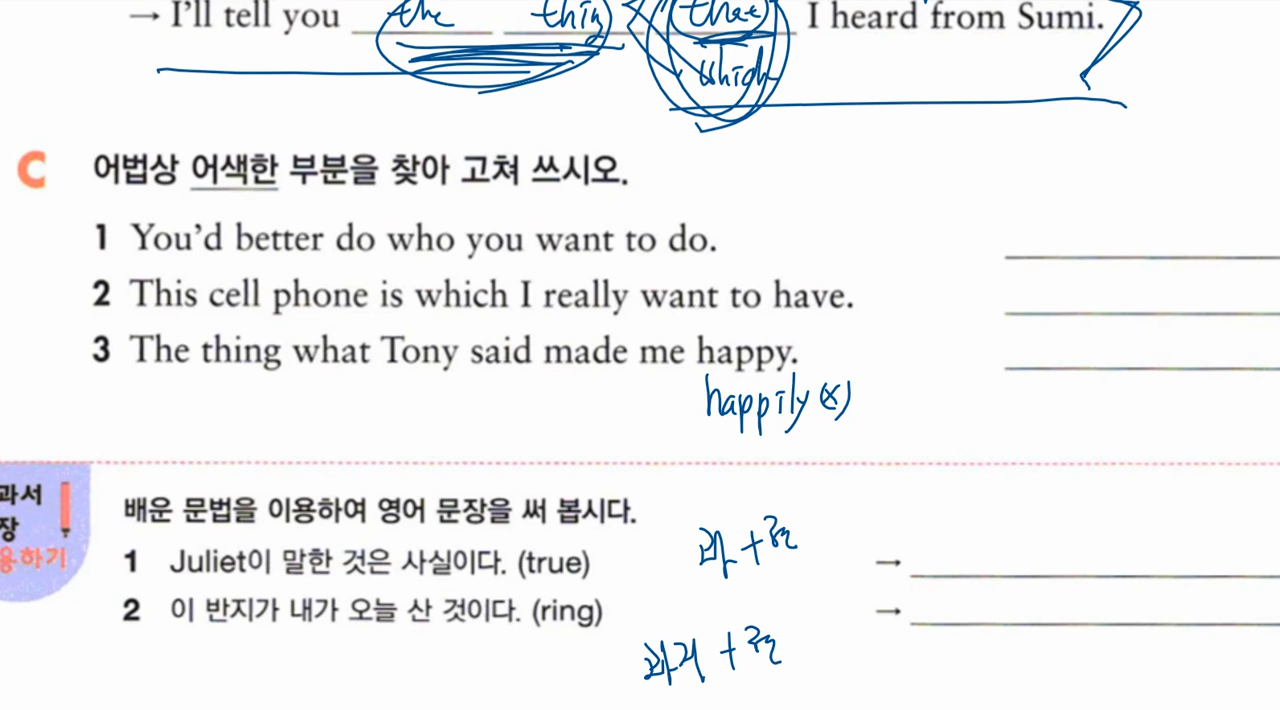 → I'll tell you the thing that I heard from Sumi.
which
C 어법상 어색한 부분을 찾아 고쳐 쓰시오.
1 You'd better do who you want to do.
2 This cell phone is which I really want to have.
3 The thing what Tony said made me happy.
happily (x)
과서
장
용하기
배운 문법을 이용하여 영어 문장을 써 봅시다.
1 Juliet이 말한 것은 사실이다. (true) 과 + 현 →
2 이 반지가 내가 오늘 산 것이다. (ring) →
과거 + 현